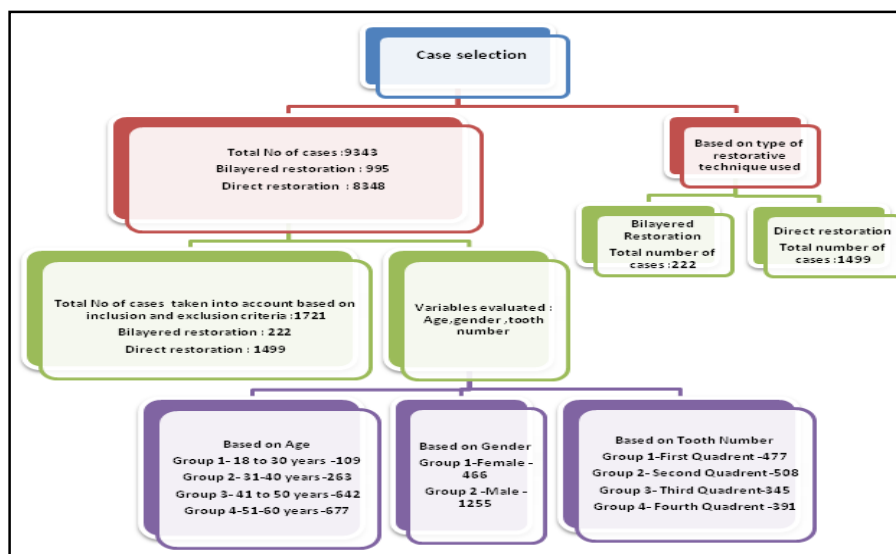 Case selection
Total No of cases :9343
Bilayered restoration : 995
Direct restoration : 8348
Based on type of
restorative
technique used
Bilayered
Restoration
Total number of
cases :222
Direct restoration
Total number of
cases :1499
Total No of cases taken into account based on
inclusion and exclusion criteria :1721
Bilayered restoration : 222
Direct restoration : 1499
Variables evaluated :
Age,gender ,tooth
number
Based on Age
Group 1- 18 to 30 years -109
Group 2- 31-40 years -263
Group 3- 41 to 50 years -642
Group 4-51-60 years -677
Based on Gender
Group 1-Female -
466
Group 2 -Male -
1255
Based on Tooth Number
Group 1-First Quadrent -477
Group 2- Second Quadrent-508
Group 3- Third Quadrent-345
Group 4- Fourth Quadrent -391